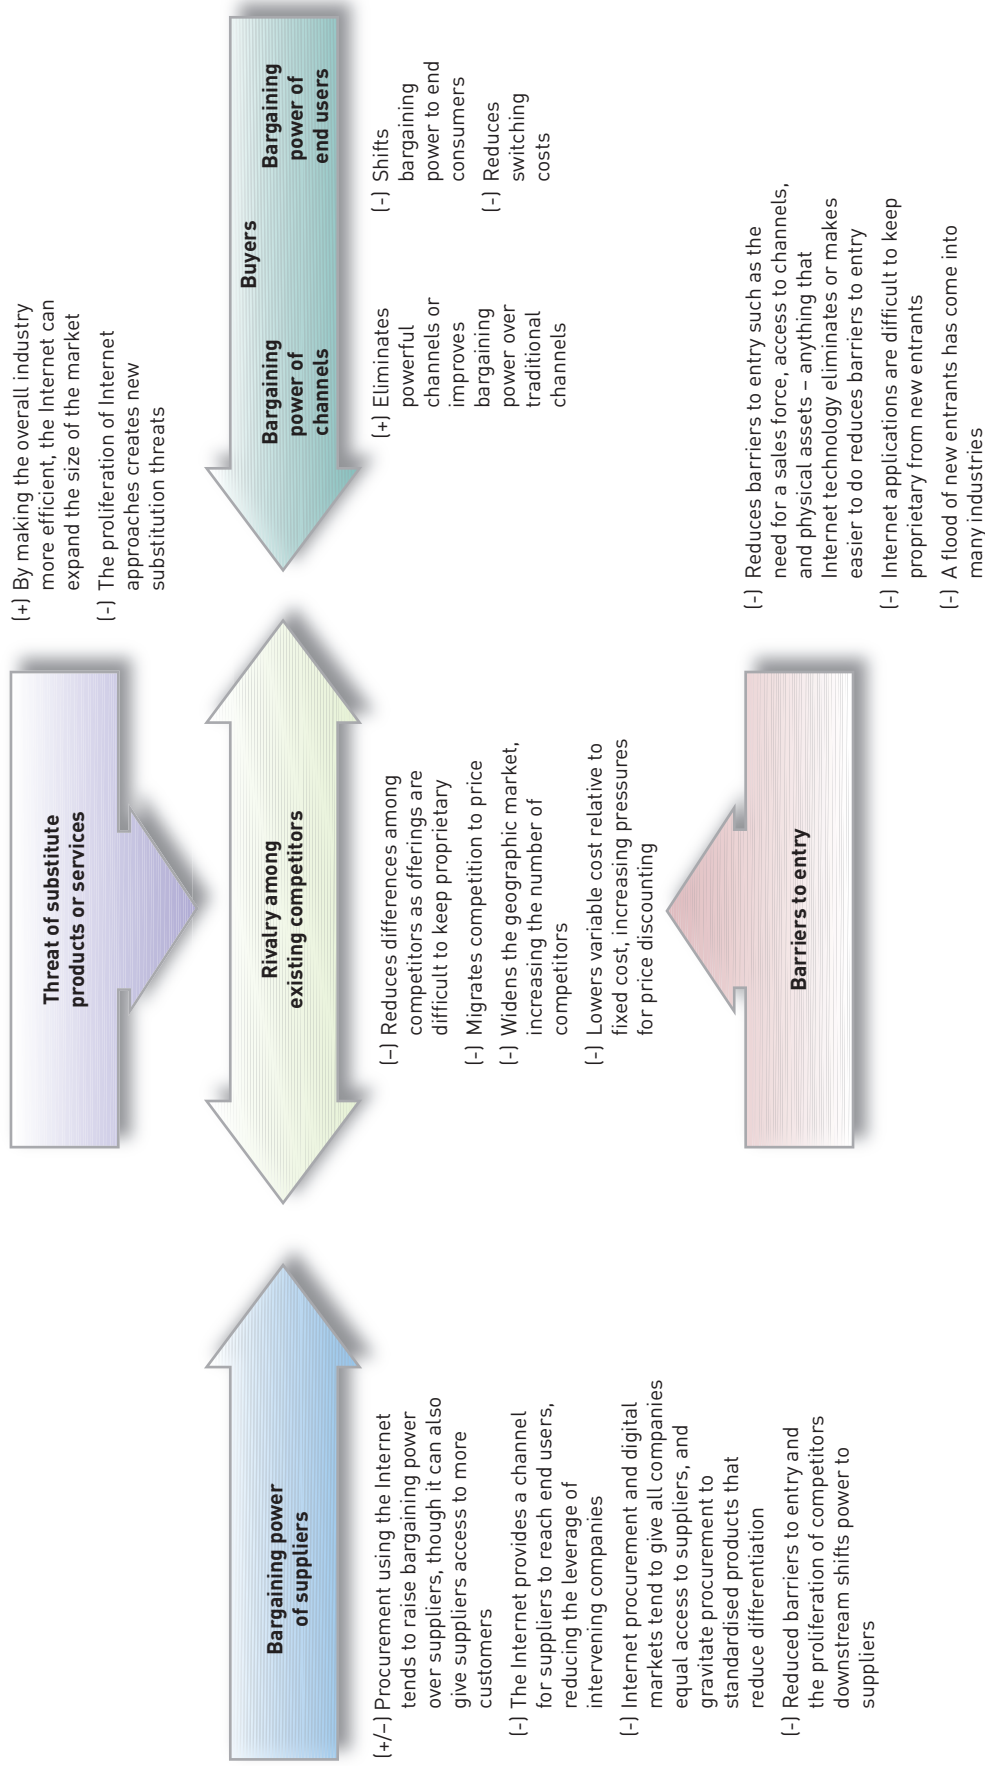 Threat of substitute
products or services
(+) By making the overall industry
more efficient, the Internet can
expand the size of the market
(-) The proliferation of Internet
approaches creates new
substitution threats
Bargaining power
of suppliers
(+/−) Procurement using the Internet
tends to raise bargaining power
over suppliers, though it can also
give suppliers access to more
customers
(-) The Internet provides a channel
for suppliers to reach end users,
reducing the leverage of
intervening companies
(-) Internet procurement and digital
markets tend to give all companies
equal access to suppliers, and
gravitate procurement to
standardised products that
reduce differentiation
(-) Reduced barriers to entry and
the proliferation of competitors
downstream shifts power to
suppliers
Rivalry among
existing competitors
(−) Reduces differences among
competitors as offerings are
difficult to keep proprietary
(-) Migrates competition to price
(-) Widens the geographic market,
increasing the number of
competitors
(-) Lowers variable cost relative to
fixed cost, increasing pressures
for price discounting
Buyers
Bargaining
power of
channels
Bargaining
power of
end users
(+) Eliminates
powerful
channels or
improves
bargaining
power over
traditional
channels
(-) Shifts
bargaining
power to end
consumers
(-) Reduces
switching
costs
Barriers to entry
(-) Reduces barriers to entry such as the
need for a sales force, access to channels,
and physical assets – anything that
Internet technology eliminates or makes
easier to do reduces barriers to entry
(-) Internet applications are difficult to keep
proprietary from new entrants
(-) A flood of new entrants has come into
many industries